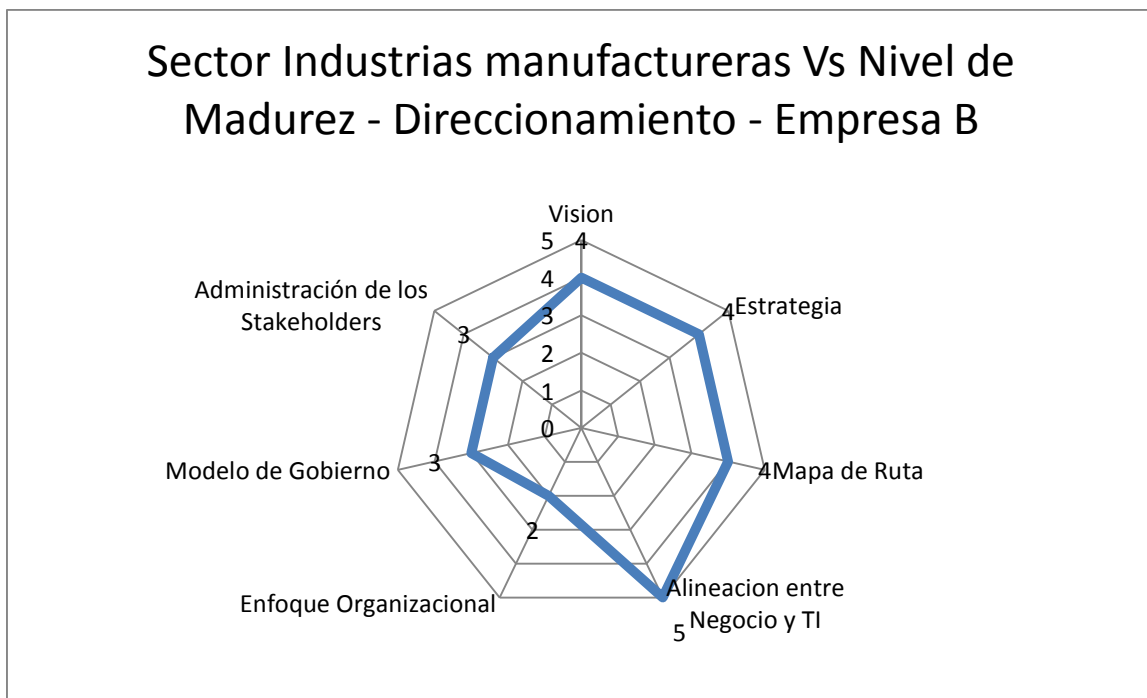 Sector Industrias manufactureras Vs Nivel de
Madurez - Direccionamiento - Empresa B
Vision
5
4
4
3
2
1
0
4
Estrategia
4
Mapa de Ruta
Alineacion entre
Negocio y TI
5
Enfoque Organizacional
2
Modelo de Gobierno
3
Administración de los
Stakeholders
3